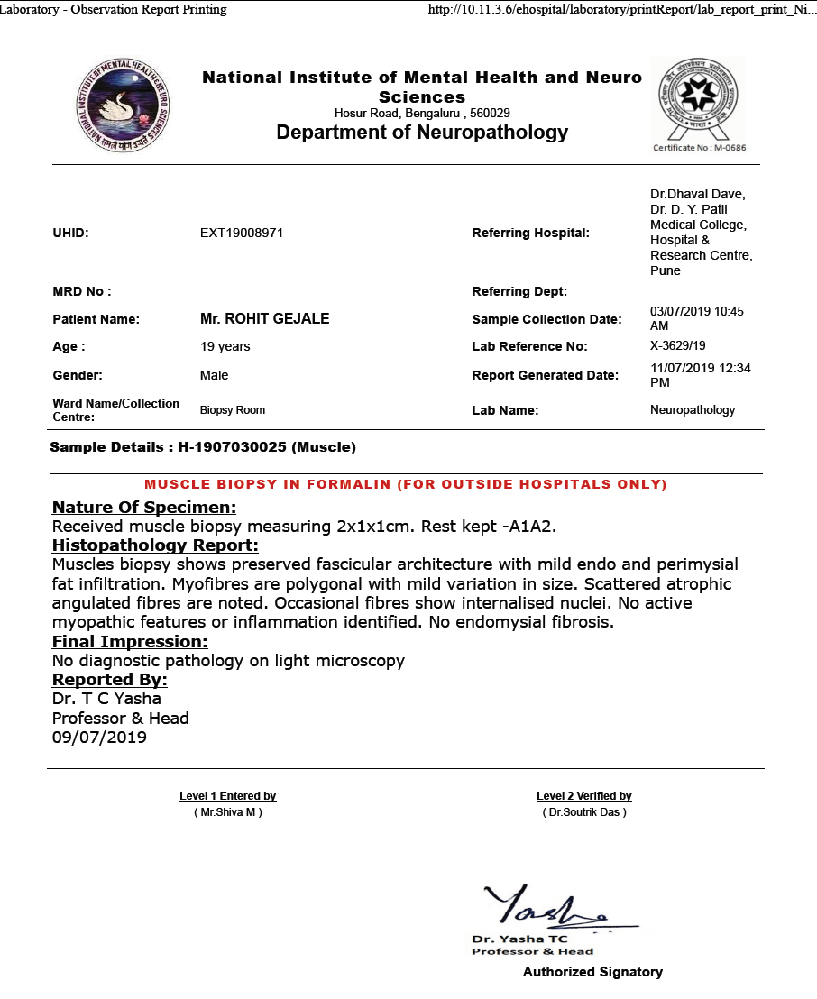 Laboratory - Observation Report Printing
http://10.11.3.6/ehospital/laboratory/printReport/lab_report_print_Ni...
NATIONAL INSTITUTE OF MENTAL HEALTH & NEURO SCIENCES
समत्वं योग उच्यते
National Institute of Mental Health and Neuro
Sciences
Hosur Road, Bengaluru , 560029
Department of Neuropathology
Certificate No : M-0686
UHID:
EXT19008971
Referring Hospital:
Dr.Dhaval Dave,
Dr. D. Y. Patil
Medical College,
Hospital &
Research Centre,
Pune
MRD No :
Referring Dept:
Patient Name:
Mr. ROHIT GEJALE
Sample Collection Date:
03/07/2019 10:45
AM
Age :
19 years
Lab Reference No:
X-3629/19
Gender:
Male
Report Generated Date:
11/07/2019 12:34
PM
Ward Name/Collection
Centre:
Biopsy Room
Lab Name:
Neuropathology
Sample Details : H-1907030025 (Muscle)
MUSCLE BIOPSY IN FORMALIN (FOR OUTSIDE HOSPITALS ONLY)
Nature Of Specimen:
Received muscle biopsy measuring 2x1x1cm. Rest kept -A1A2.
Histopathology Report:
Muscles biopsy shows preserved fascicular architecture with mild endo and perimysial
fat infiltration. Myofibres are polygonal with mild variation in size. Scattered atrophic
angulated fibres are noted. Occasional fibres show internalised nuclei. No active
myopathic features or inflammation identified. No endomysial fibrosis.
Final Impression:
No diagnostic pathology on light microscopy
Reported By:
Dr. T C Yasha
Professor & Head
09/07/2019
Level 1 Entered by
( Mr.Shiva M )
Level 2 Verified by
( Dr.Soutrik Das )
Yasha
Dr. Yasha TC
Professor & Head
Authorized Signatory